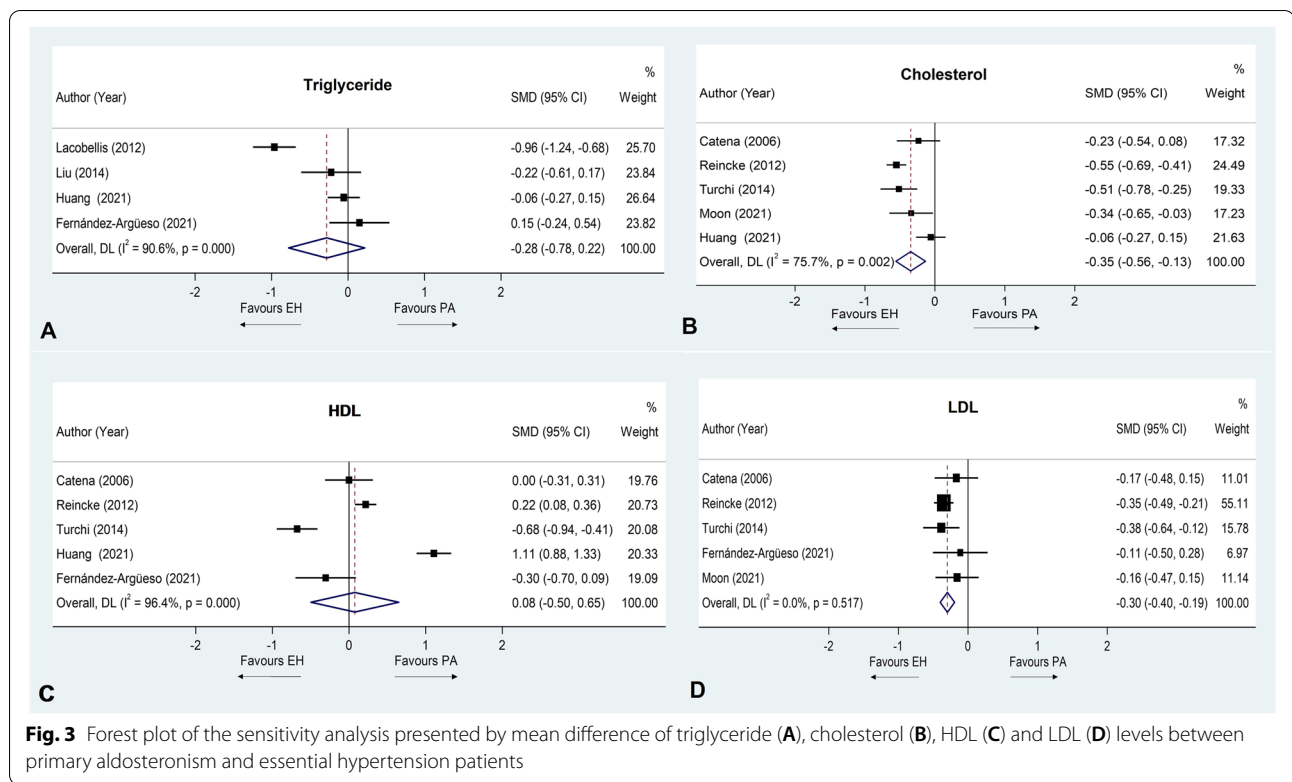 Triglyceride
%
Author (Year) SMD (95% CI) Weight
Lacobellis (2012) -0.96 (-1.24, -0.68) 25.70
Liu (2014) -0.22 (-0.61, 0.17) 23.84
Huang (2021) -0.06 (-0.27, 0.15) 26.64
Fernández-Argüeso (2021) 0.15 (-0.24, 0.54) 23.82
Overall, DL (I² = 90.6%, p = 0.000) -0.28 (-0.78, 0.22) 100.00
-2 -1 0 1 2
Favours EH Favours PA
A
Cholesterol
%
Author (Year) SMD (95% CI) Weight
Catena (2006) -0.23 (-0.54, 0.08) 17.32
Reincke (2012) -0.55 (-0.69, -0.41) 24.49
Turchi (2014) -0.51 (-0.78, -0.25) 19.33
Moon (2021) -0.34 (-0.65, -0.03) 17.23
Huang (2021) -0.06 (-0.27, 0.15) 21.63
Overall, DL (I² = 75.7%, p = 0.002) -0.35 (-0.56, -0.13) 100.00
-2 -1 0 1 2
Favours EH Favours PA
B
HDL
%
Author (Year) SMD (95% CI) Weight
Catena (2006) 0.00 (-0.31, 0.31) 19.76
Reincke (2012) 0.22 (0.08, 0.36) 20.73
Turchi (2014) -0.68 (-0.94, -0.41) 20.08
Huang (2021) 1.11 (0.88, 1.33) 20.33
Fernández-Argüeso (2021) -0.30 (-0.70, 0.09) 19.09
Overall, DL (I² = 96.4%, p = 0.000) 0.08 (-0.50, 0.65) 100.00
-2 -1 0 1 2
Favours EH Favours PA
C
LDL
%
Author (Year) SMD (95% CI) Weight
Catena (2006) -0.17 (-0.48, 0.15) 11.01
Reincke (2012) -0.35 (-0.49, -0.21) 55.11
Turchi (2014) -0.38 (-0.64, -0.12) 15.78
Fernández-Argüeso (2021) -0.11 (-0.50, 0.28) 6.97
Moon (2021) -0.16 (-0.47, 0.15) 11.14
Overall, DL (I² = 0.0%, p = 0.517) -0.30 (-0.40, -0.19) 100.00
-2 -1 0 1 2
Favours EH Favours PA
D
Fig. 3 Forest plot of the sensitivity analysis presented by mean difference of triglyceride (A), cholesterol (B), HDL (C) and LDL (D) levels between
primary aldosteronism and essential hypertension patients